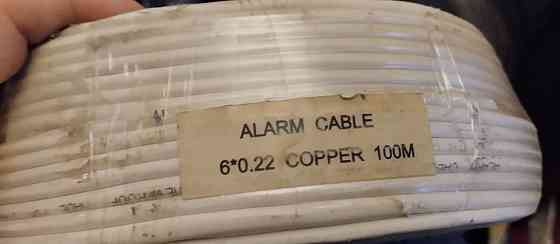 ALARM CABLE
6*0.22 COPPER 100M